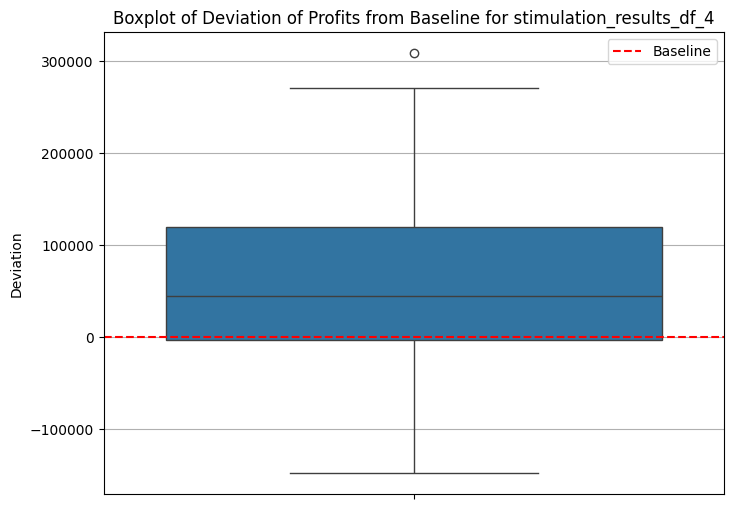 Boxplot of Deviation of Profits from Baseline for stimulation_results_df_4
Baseline
300000
200000
100000
0
−100000
Deviation